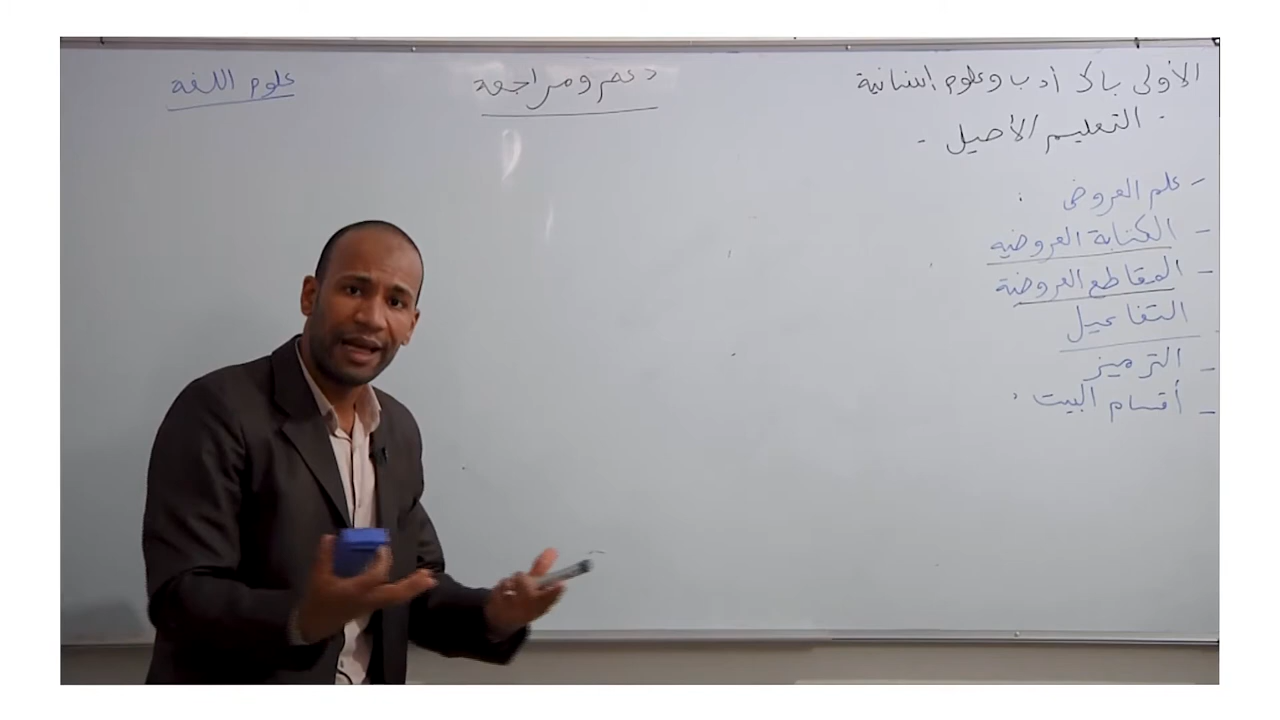 الأولى باك أدب وعلوم إنسانية
- التعليم الأصيل -
دعم ومراجعة
علوم اللغة
- علم العروض :
- الكتابة العروضية
- المقاطع العروضية
التفاعيل
- الترميز
- أقسام البيت .